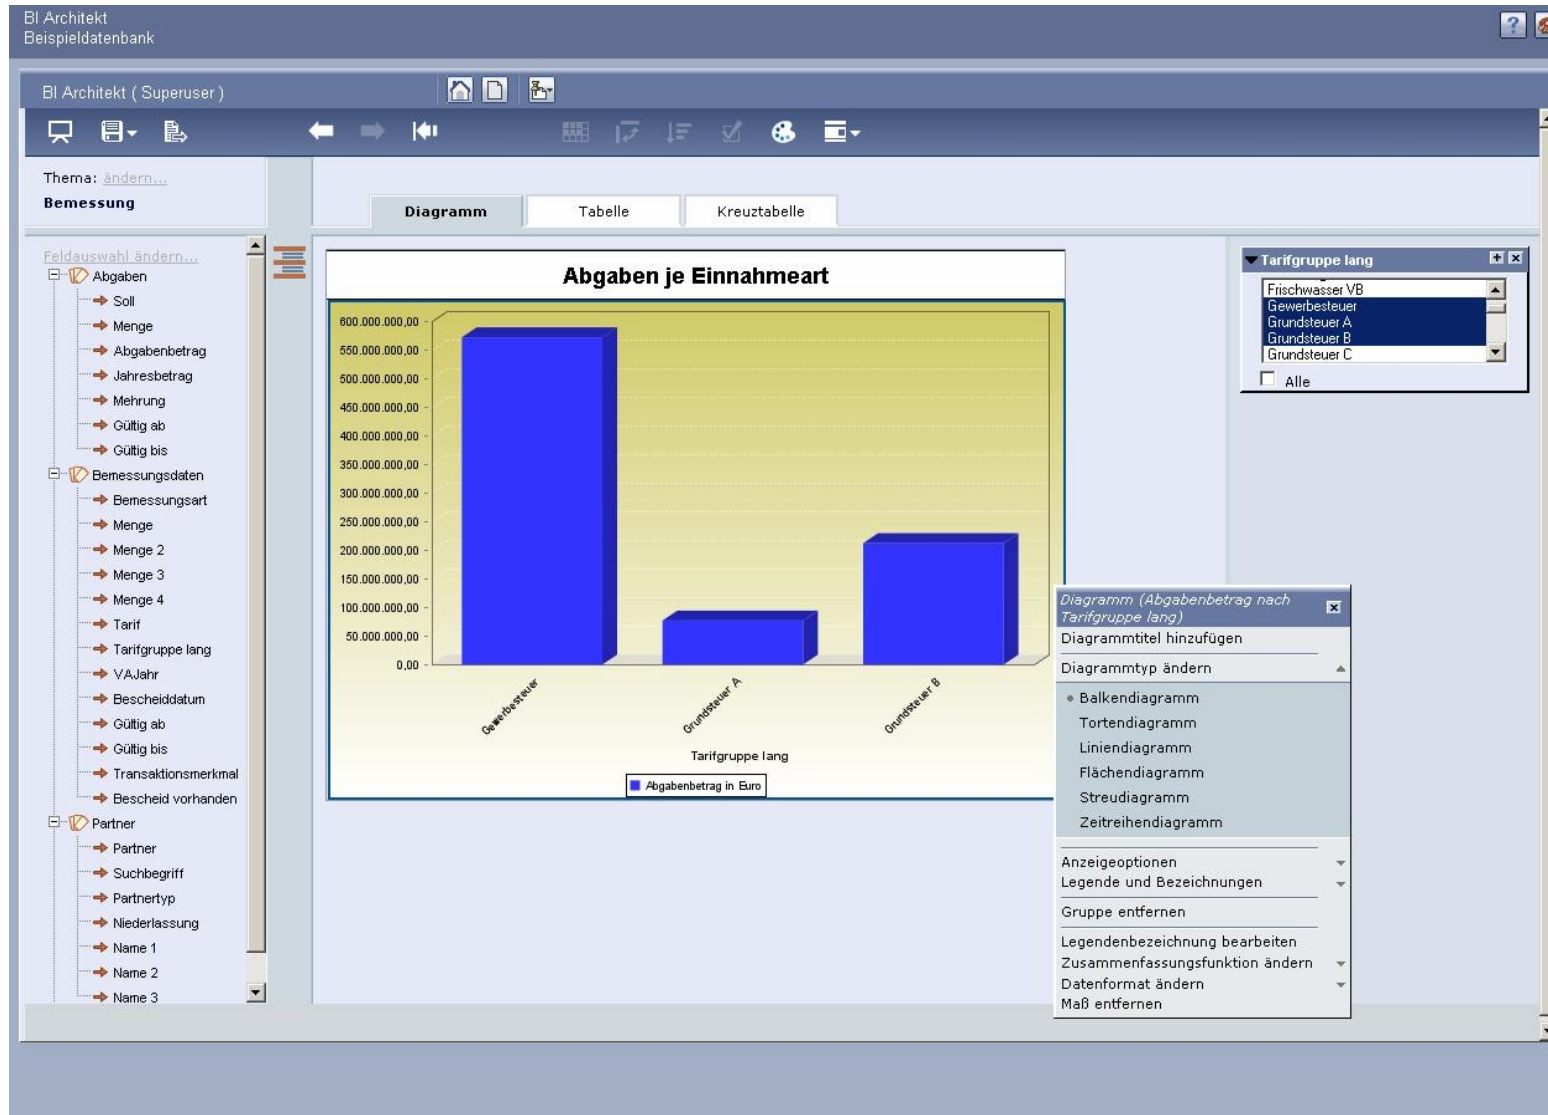 BI Architekt
Beispieldatenbank
?
BI Architekt ( Superuser )
Thema: ändern...
Bemessung
Diagramm
Tabelle
Kreuztabelle
Feldauswahl ändern...
Abgaben
Soll
Menge
Abgabenbetrag
Jahresbetrag
Mehrung
Gültig ab
Gültig bis
Bemessungsdaten
Bemessungsart
Menge
Menge 2
Menge 3
Menge 4
Tarif
Tarifgruppe lang
VAJahr
Bescheiddatum
Gültig ab
Gültig bis
Transaktionsmerkmal
Bescheid vorhanden
Partner
Partner
Suchbegriff
Partnertyp
Niederlassung
Name 1
Name 2
Name 3
Abgaben je Einnahmeart
600.000.000,00
550.000.000,00
500.000.000,00
450.000.000,00
400.000.000,00
350.000.000,00
300.000.000,00
250.000.000,00
200.000.000,00
150.000.000,00
100.000.000,00
50.000.000,00
0,00
Gewerbesteuer
Grundsteuer A
Grundsteuer B
Tarifgruppe lang
Abgabenbetrag in Euro
Tarifgruppe lang
Frischwasser VB
Gewerbesteuer
Grundsteuer A
Grundsteuer B
Grundsteuer C
Alle
Diagramm (Abgabenbetrag nach
Tarifgruppe lang)
Diagrammtitel hinzufügen
Diagrammtyp ändern
Balkendiagramm
Tortendiagramm
Liniendiagramm
Flächendiagramm
Streudiagramm
Zeitreihendiagramm
Anzeigeoptionen
Legende und Bezeichnungen
Gruppe entfernen
Legendenbezeichnung bearbeiten
Zusammenfassungsfunktion ändern
Datenformat ändern
Maß entfernen